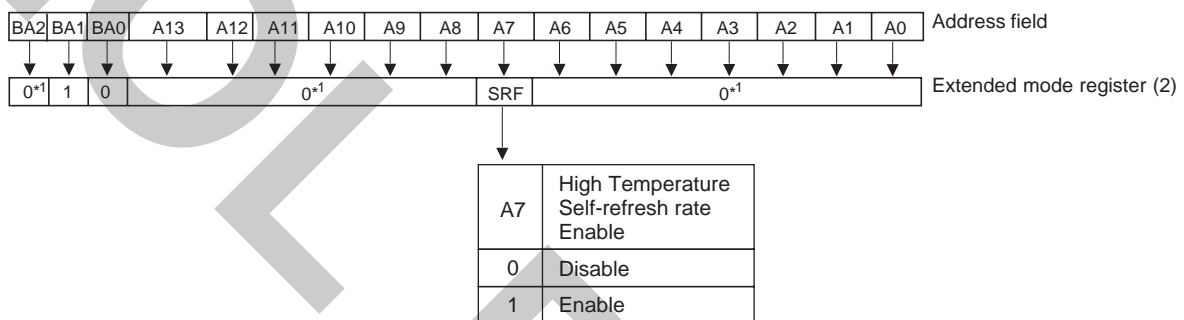 BA2 BA1 BA0 A13 A12 A11 A10 A9 A8 A7 A6 A5 A4 A3 A2 A1 A0 Address field
0*1 1 0 0*1 SRF 0*1 Extended mode register (2)
A7 High Temperature
Self-refresh rate
Enable
0 Disable
1 Enable